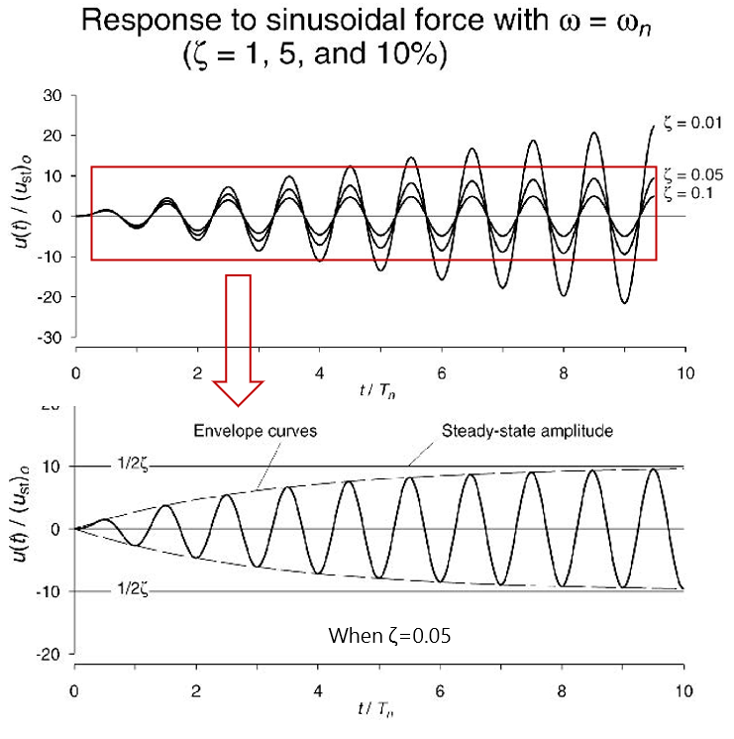 Response to sinusoidal force with ω = ωn
(ζ = 1, 5, and 10%)
30
20
10
0
-10
-20
-30
u(t) / (ust)o
ζ = 0.01
ζ = 0.05
ζ = 0.1
0 2 4 6 8 10
t / Tn
20
10
0
-10
-20
u(t) / (ust)o
Envelope curves
Steady-state amplitude
1/2ζ
1/2ζ
When ζ=0.05
0 2 4 6 8 10
t / Tn